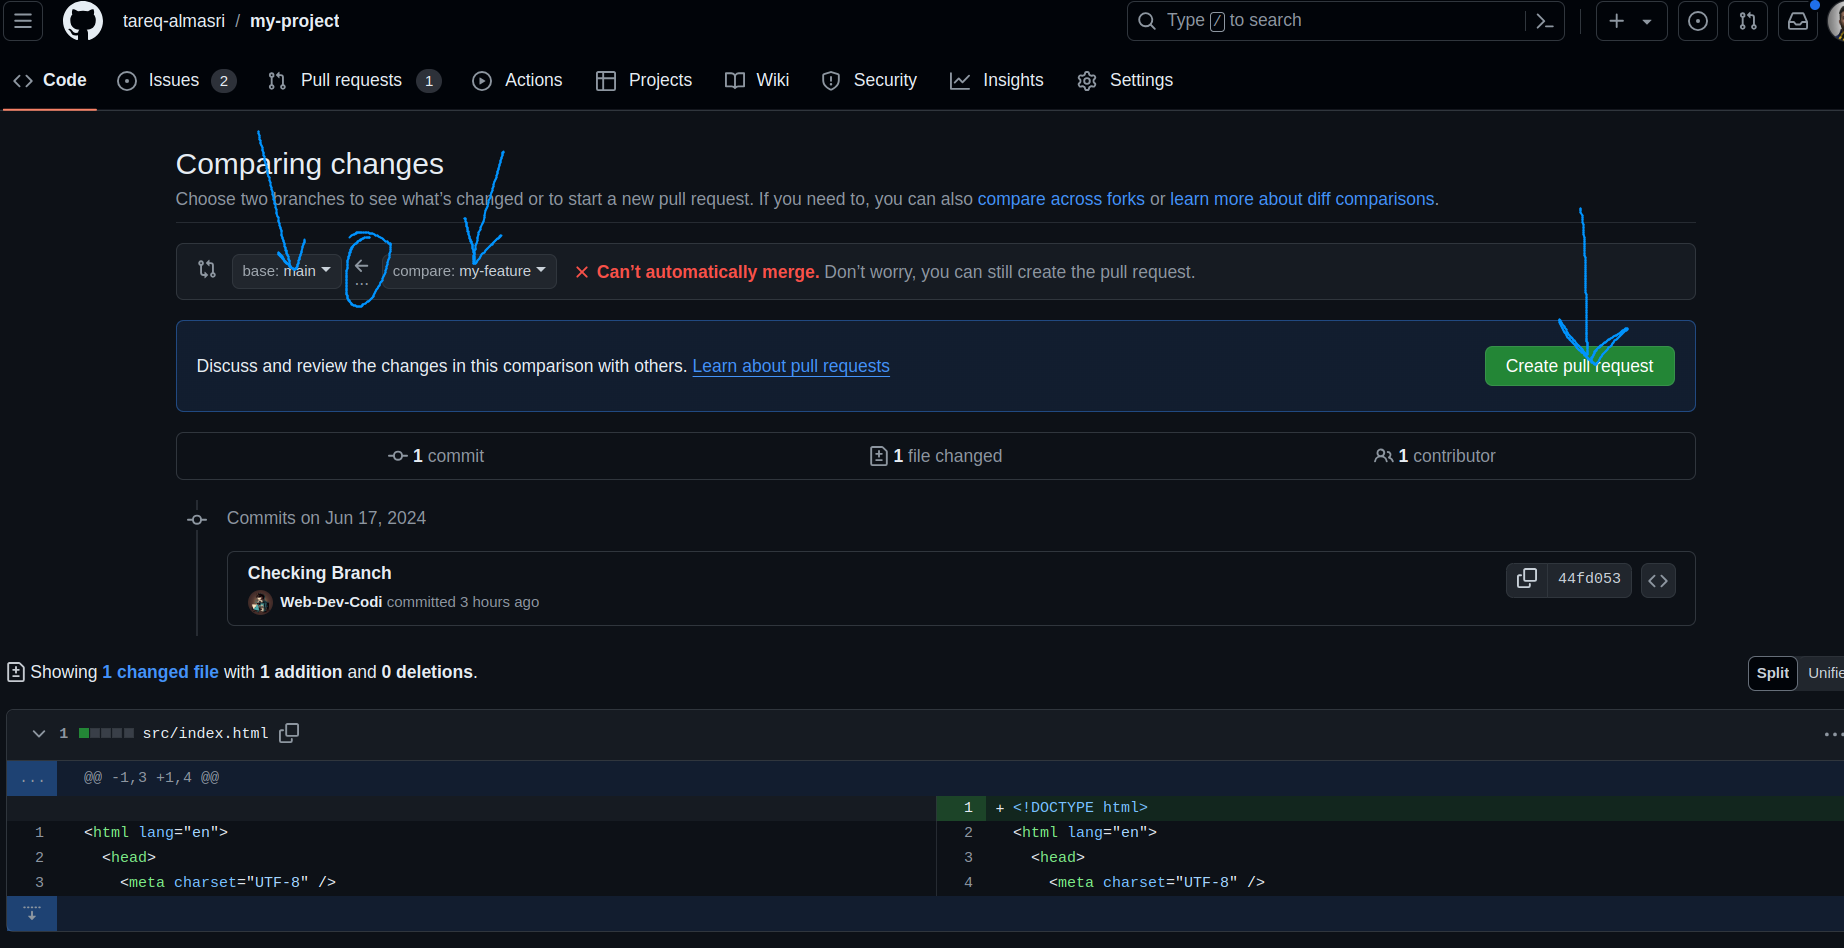 tareq-almasri / my-project
Type / to search
Code Issues 2 Pull requests 1 Actions Projects Wiki Security Insights Settings
Comparing changes
Choose two branches to see what’s changed or to start a new pull request. If you need to, you can also compare across forks or learn more about diff comparisons.
base: main ← ... compare: my-feature × Can’t automatically merge. Don’t worry, you can still create the pull request.
Discuss and review the changes in this comparison with others. Learn about pull requests
Create pull request
1 commit 1 file changed 1 contributor
Commits on Jun 17, 2024
Checking Branch
44fd053
Web-Dev-Codi committed 3 hours ago
Showing 1 changed file with 1 addition and 0 deletions.
Split Unifie
1 src/index.html
... @@ -1,3 +1,4 @@
1 + <!DOCTYPE html>
1 <html lang="en"> 2 <html lang="en">
2 <head> 3 <head>
3 <meta charset="UTF-8" /> 4 <meta charset="UTF-8" />